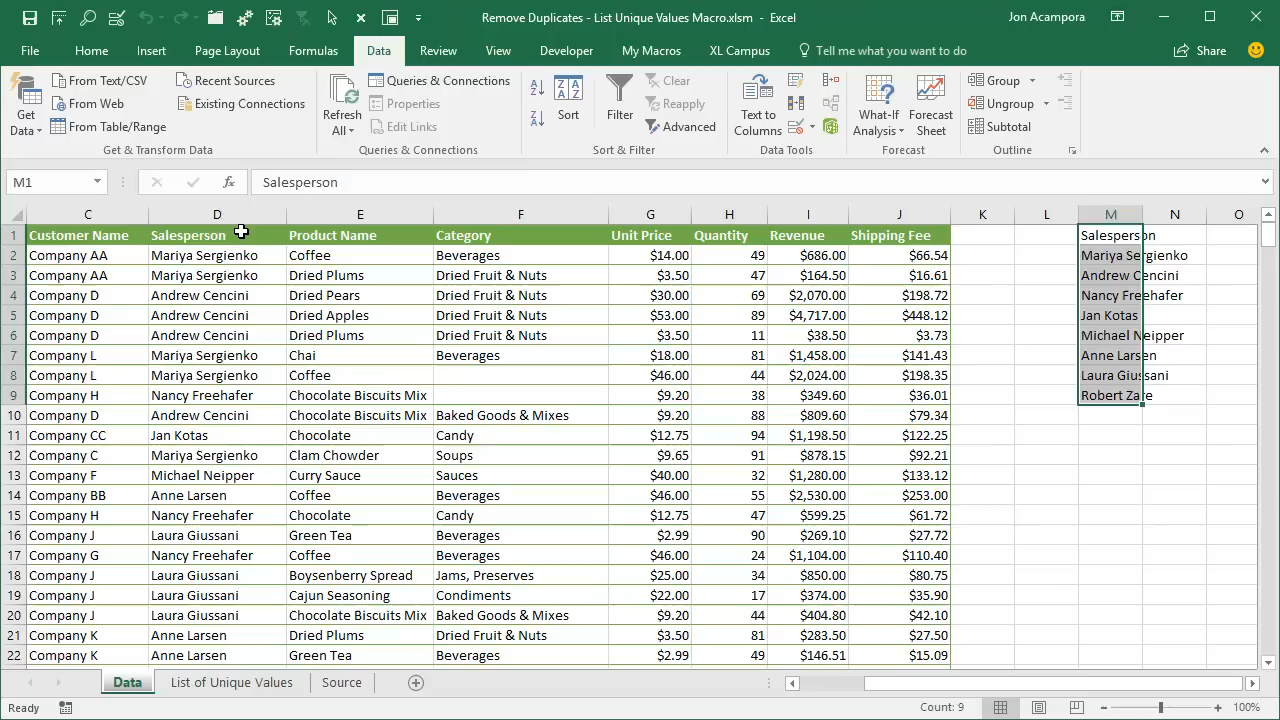 Remove Duplicates - List Unique Values Macro.xlsm - Excel
Jon Acampora
File Home Insert Page Layout Formulas Data Review View Developer My Macros XL Campus Tell me what you want to do Share
From Text/CSV Recent Sources Queries & Connections Clear Group
From Web Existing Connections Properties Reapply Ungroup
From Table/Range Edit Links Advanced Subtotal
Get Data
Refresh All
Sort
Filter
Text to Columns
What-If Analysis
Forecast Sheet
Get & Transform Data Queries & Connections Sort & Filter Data Tools Forecast Outline
M1 fx Salesperson
C D E F G H I J K L M N O
1 Customer Name Salesperson Product Name Category Unit Price Quantity Revenue Shipping Fee Salesperson
2 Company AA Mariya Sergienko Coffee Beverages $14.00 49 $686.00 $66.54 Mariya Sergienko
3 Company AA Mariya Sergienko Dried Plums Dried Fruit & Nuts $3.50 47 $164.50 $16.61 Andrew Cencini
4 Company D Andrew Cencini Dried Pears Dried Fruit & Nuts $30.00 69 $2,070.00 $198.72 Nancy Freehafer
5 Company D Andrew Cencini Dried Apples Dried Fruit & Nuts $53.00 89 $4,717.00 $448.12 Jan Kotas
6 Company D Andrew Cencini Dried Plums Dried Fruit & Nuts $3.50 11 $38.50 $3.73 Michael Neipper
7 Company L Mariya Sergienko Chai Beverages $18.00 81 $1,458.00 $141.43 Anne Larsen
8 Company L Mariya Sergienko Coffee $46.00 44 $2,024.00 $198.35 Laura Giussani
9 Company H Nancy Freehafer Chocolate Biscuits Mix $9.20 38 $349.60 $36.01 Robert Zare
10 Company D Andrew Cencini Chocolate Biscuits Mix Baked Goods & Mixes $9.20 88 $809.60 $79.34
11 Company CC Jan Kotas Chocolate Candy $12.75 94 $1,198.50 $122.25
12 Company C Mariya Sergienko Clam Chowder Soups $9.65 91 $878.15 $92.21
13 Company F Michael Neipper Curry Sauce Sauces $40.00 32 $1,280.00 $133.12
14 Company BB Anne Larsen Coffee Beverages $46.00 55 $2,530.00 $253.00
15 Company H Nancy Freehafer Chocolate Candy $12.75 47 $599.25 $61.72
16 Company J Laura Giussani Green Tea Beverages $2.99 90 $269.10 $27.72
17 Company G Nancy Freehafer Coffee Beverages $46.00 24 $1,104.00 $110.40
18 Company J Laura Giussani Boysenberry Spread Jams, Preserves $25.00 34 $850.00 $80.75
19 Company J Laura Giussani Cajun Seasoning Condiments $22.00 17 $374.00 $35.90
20 Company J Laura Giussani Chocolate Biscuits Mix Baked Goods & Mixes $9.20 44 $404.80 $42.10
21 Company K Anne Larsen Dried Plums Dried Fruit & Nuts $3.50 81 $283.50 $27.50
22 Company K Anne Larsen Green Tea Beverages $2.99 49 $146.51 $15.09
Data List of Unique Values Source
Ready Count: 9 100%